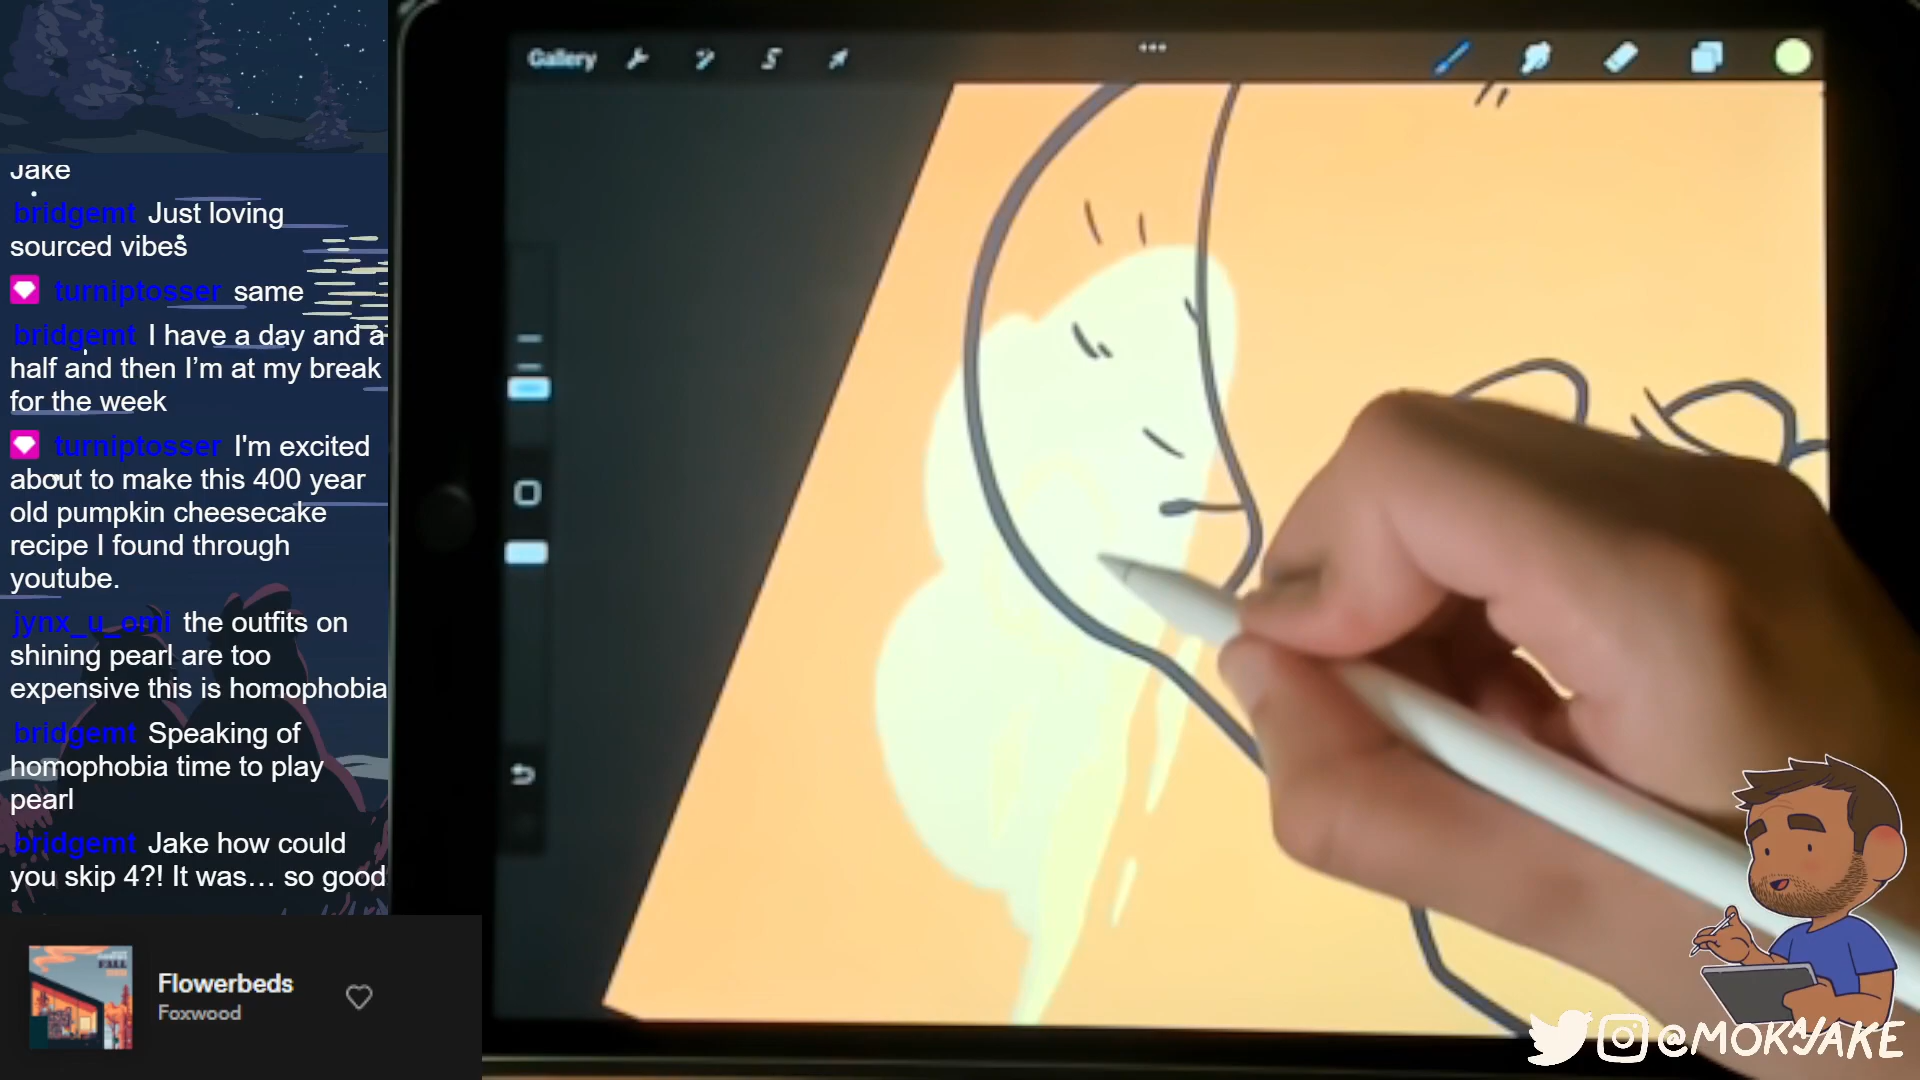 Gallery
Jake
bridgemt Just loving
sourced vibes
turniptosser same
bridgemt I have a day and a
half and then I’m at my break
for the week
turniptosser I'm excited
about to make this 400 year
old pumpkin cheesecake
recipe I found through
youtube.
jynx_u_omi the outfits on
shining pearl are too
expensive this is homophobia
bridgemt Speaking of
homophobia time to play
pearl
bridgemt Jake how could
you skip 4?! It was… so good
FALL
Flowerbeds
Foxwood
@MOKYJAKE